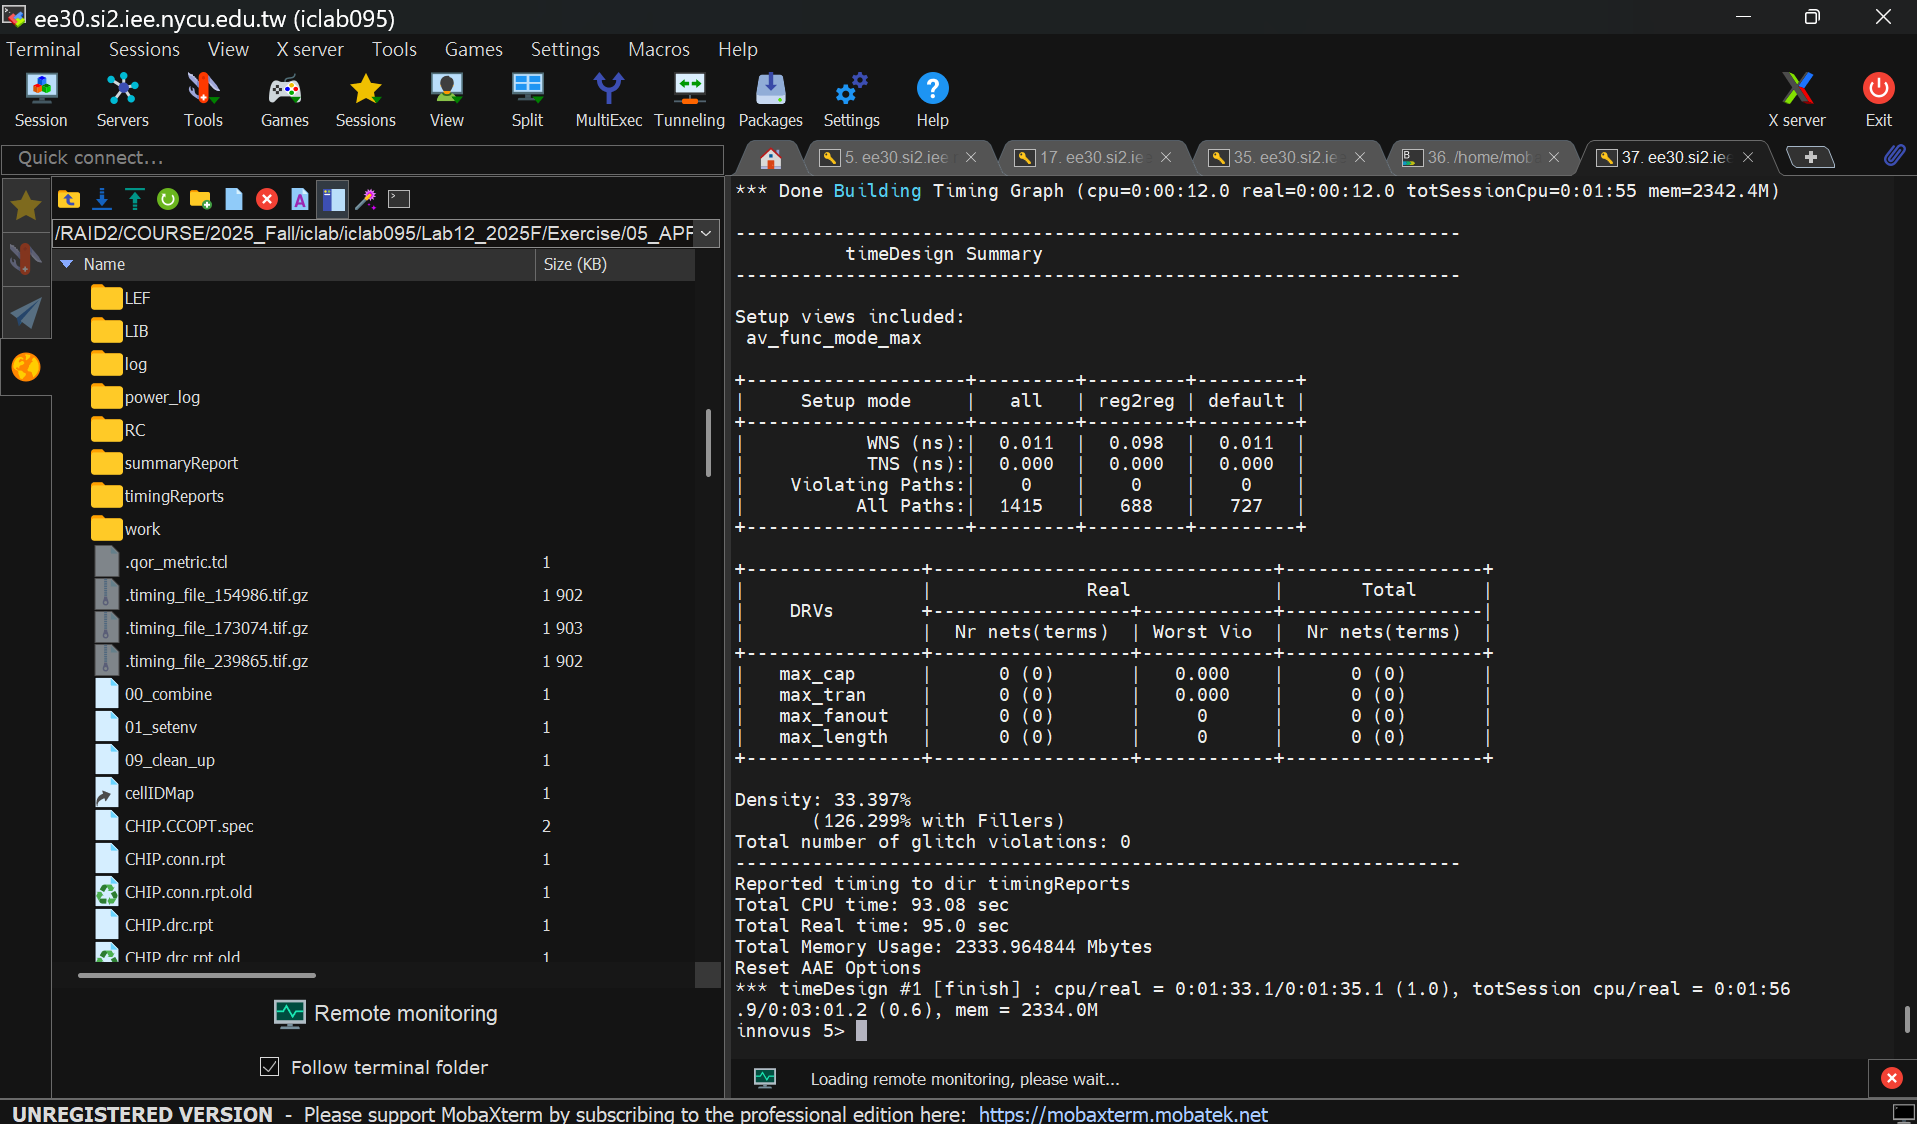 ee30.si2.iee.nycu.edu.tw (iclab095)
Terminal Sessions View X server Tools Games Settings Macros Help
Session Servers Tools Games Sessions View Split MultiExec Tunneling Packages Settings Help X server Exit
Quick connect...
5. ee30.si2.iee 17. ee30.si2.ie 35. ee30.si2.ie 36. /home/mob 37. ee30.si2.ie
/RAID2/COURSE/2025_Fall/iclab/iclab095/Lab12_2025F/Exercise/05_APR
Name Size (KB)
LEF
LIB
log
power_log
RC
summaryReport
timingReports
work
.qor_metric.tcl 1
.timing_file_154986.tif.gz 1 902
.timing_file_173074.tif.gz 1 903
.timing_file_239865.tif.gz 1 902
00_combine 1
01_setenv 1
09_clean_up 1
cellIDMap 1
CHIP.CCOPT.spec 2
CHIP.conn.rpt 1
CHIP.conn.rpt.old 1
CHIP.drc.rpt 1
CHIP.drc.rpt.old 1
Remote monitoring
Follow terminal folder
*** Done Building Timing Graph (cpu=0:00:12.0 real=0:00:12.0 totSessionCpu=0:01:55 mem=2342.4M)
------------------------------------------------------------------
timeDesign Summary
------------------------------------------------------------------
Setup views included:
av_func_mode_max
+--------------------+---------+---------+---------+
| Setup mode | all | reg2reg | default |
+--------------------+---------+---------+---------+
| WNS (ns):| 0.011 | 0.098 | 0.011 |
| TNS (ns):| 0.000 | 0.000 | 0.000 |
| Violating Paths:| 0 | 0 | 0 |
| All Paths:| 1415 | 688 | 727 |
+--------------------+---------+---------+---------+
+----------------+-------------------------------+------------------+
| | Real | Total |
| DRVs +------------------+------------+------------------|
| | Nr nets(terms) | Worst Vio | Nr nets(terms) |
+----------------+------------------+------------+------------------+
| max_cap | 0 (0) | 0.000 | 0 (0) |
| max_tran | 0 (0) | 0.000 | 0 (0) |
| max_fanout | 0 (0) | 0 | 0 (0) |
| max_length | 0 (0) | 0 | 0 (0) |
+----------------+------------------+------------+------------------+
Density: 33.397%
(126.299% with Fillers)
Total number of glitch violations: 0
------------------------------------------------------------------
Reported timing to dir timingReports
Total CPU time: 93.08 sec
Total Real time: 95.0 sec
Total Memory Usage: 2333.964844 Mbytes
Reset AAE Options
*** timeDesign #1 [finish] : cpu/real = 0:01:33.1/0:01:35.1 (1.0), totSession cpu/real = 0:01:56
.9/0:03:01.2 (0.6), mem = 2334.0M
innovus 5>
Loading remote monitoring, please wait...
UNREGISTERED VERSION - Please support MobaXterm by subscribing to the professional edition here: https://mobaxterm.mobatek.net